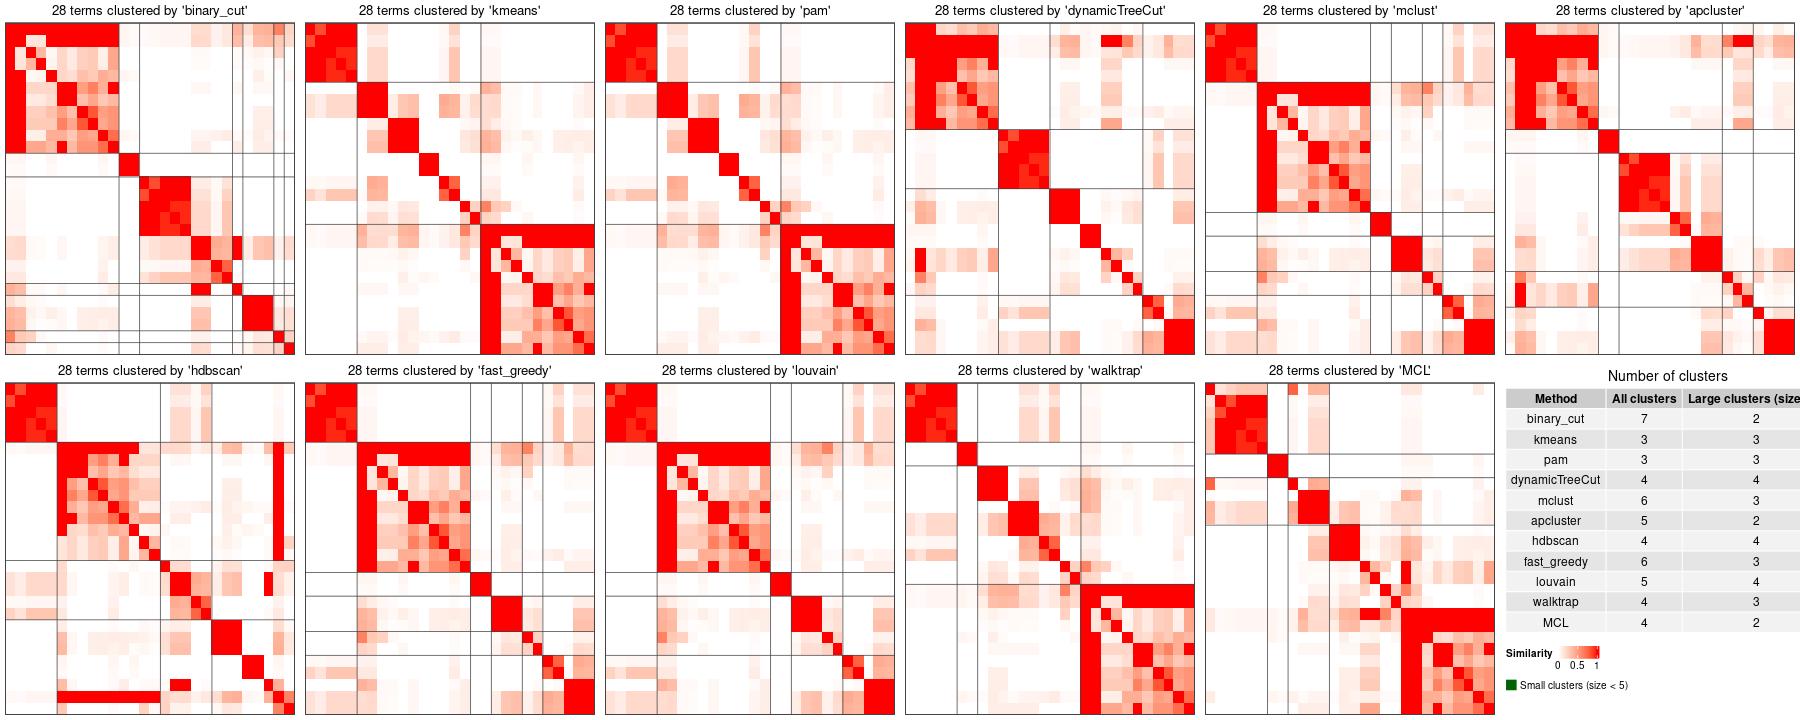 28 terms clustered by 'binary_cut'
28 terms clustered by 'kmeans'
28 terms clustered by 'pam'
28 terms clustered by 'dynamicTreeCut'
28 terms clustered by 'mclust'
28 terms clustered by 'apcluster'
28 terms clustered by 'hdbscan'
28 terms clustered by 'fast_greedy'
28 terms clustered by 'louvain'
28 terms clustered by 'walktrap'
28 terms clustered by 'MCL'
Number of clusters
Method All clusters Large clusters (size
binary_cut 7 2
kmeans 3 3
pam 3 3
dynamicTreeCut 4 4
mclust 6 3
apcluster 5 2
hdbscan 4 4
fast_greedy 6 3
louvain 5 4
walktrap 4 3
MCL 4 2
Similarity
0 0.5 1
Small clusters (size < 5)